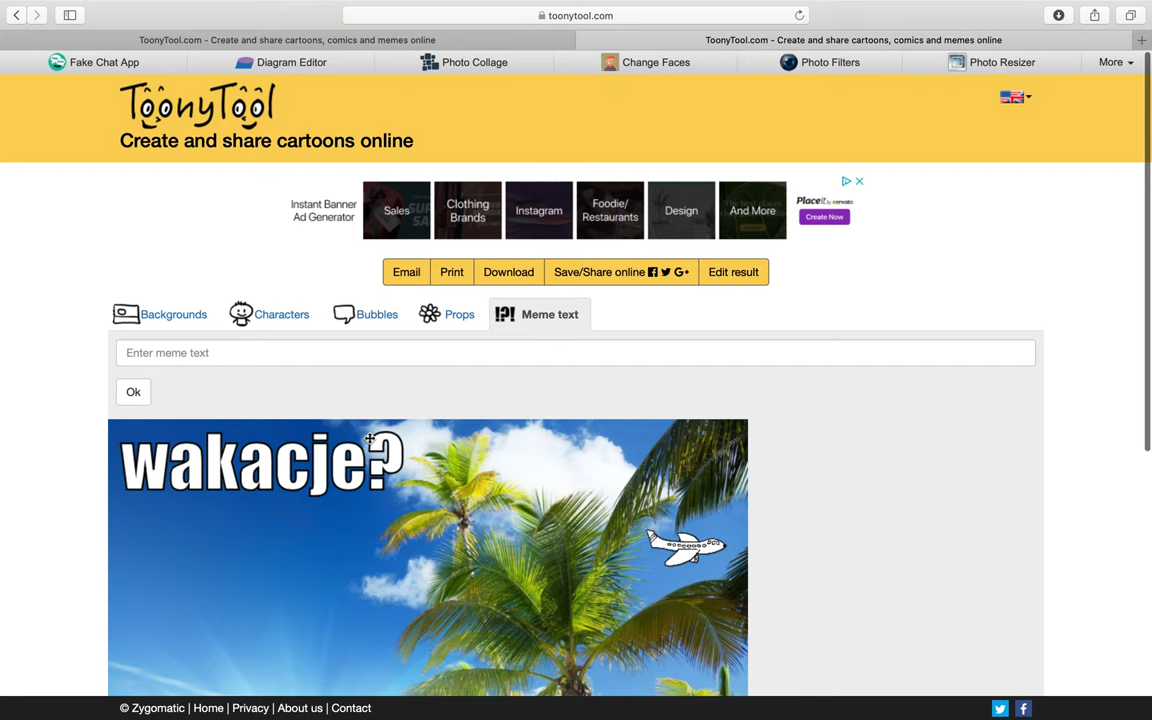 toonytool.com
ToonyTool.com - Create and share cartoons, comics and memes online
ToonyTool.com - Create and share cartoons, comics and memes online
Fake Chat App
Diagram Editor
Photo Collage
Change Faces
Photo Filters
Photo Resizer
More
ToonyTool
Create and share cartoons online
Instant Banner
Ad Generator
Sales
Clothing
Brands
Instagram
Foodie/
Restaurants
Design
And More
Placeit by envato
Create Now
Email
Print
Download
Save/Share online
Edit result
Backgrounds
Characters
Bubbles
Props
!?! Meme text
Enter meme text
Ok
wakacje?
© Zygomatic | Home | Privacy | About us | Contact